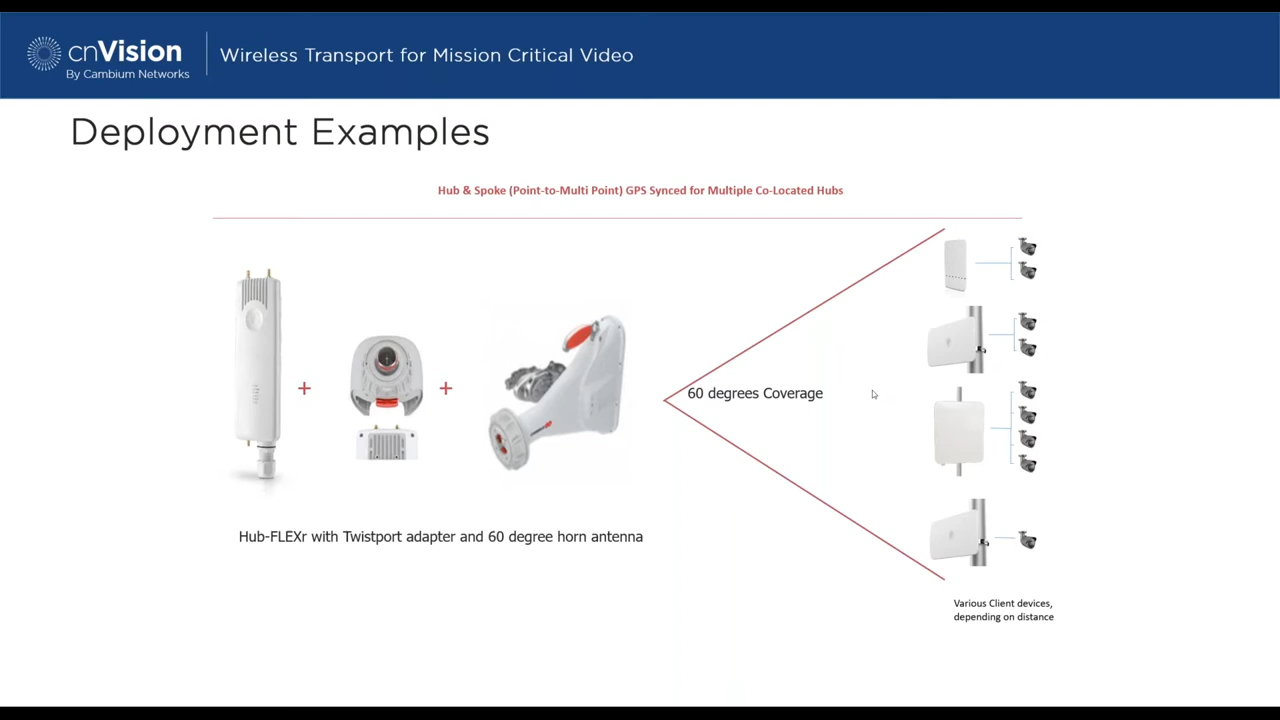 cnVision
By Cambium Networks
Wireless Transport for Mission Critical Video
Deployment Examples
Hub & Spoke (Point-to-Multi Point) GPS Synced for Multiple Co-Located Hubs
+
+
60 degrees Coverage
Hub-FLEXr with Twistport adapter and 60 degree horn antenna
Various Client devices,
depending on distance